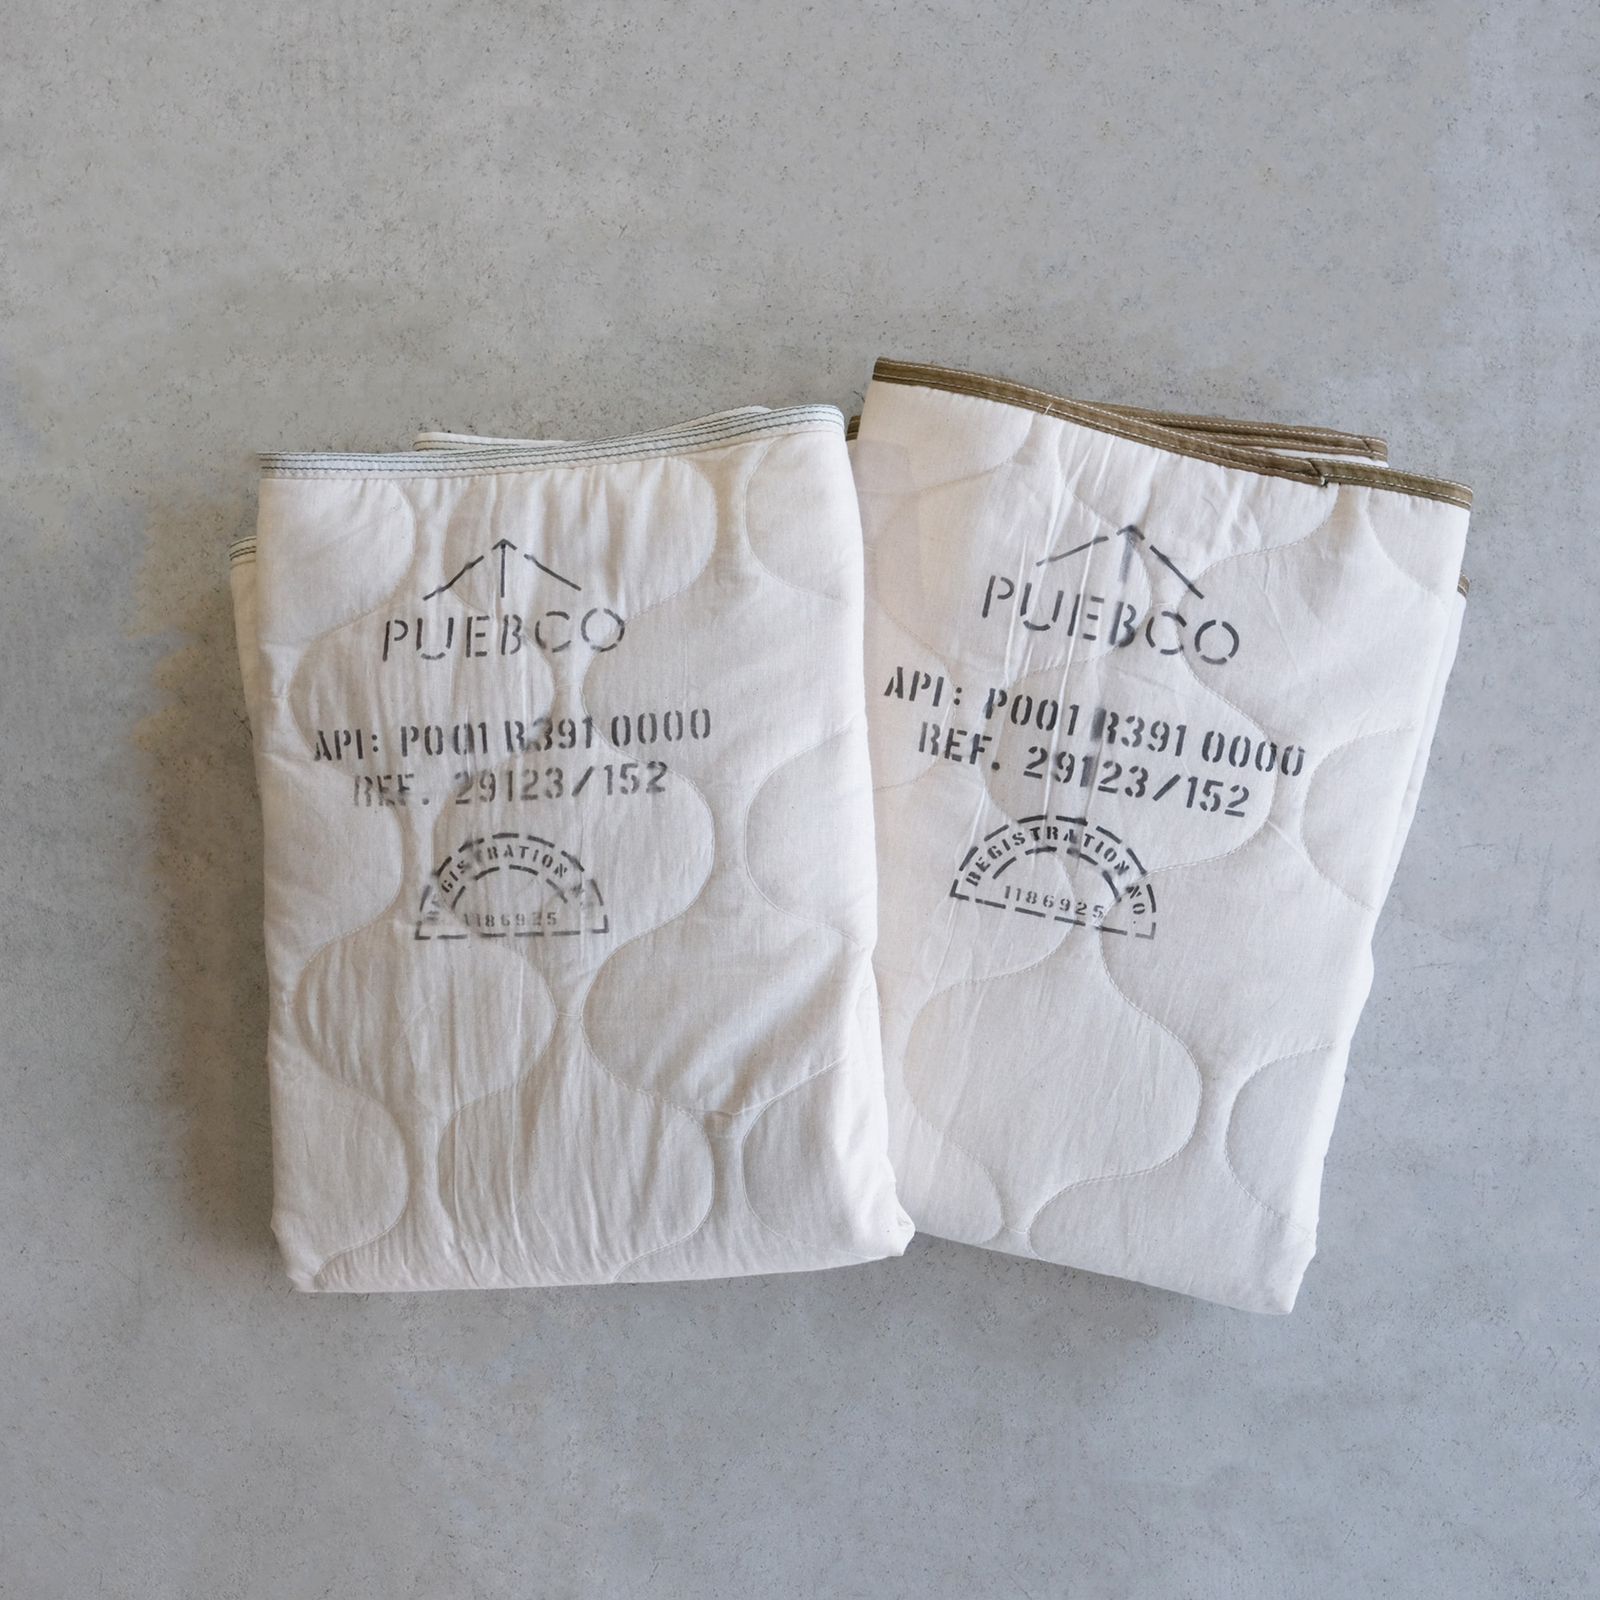 PUEBCO
API: P001 R391 0000
REF. 29123/152
REGISTRATION NO.
1186925
PUEBCO
API: P001 R391 0000
REF. 29123/152
REGISTRATION NO.
1186925